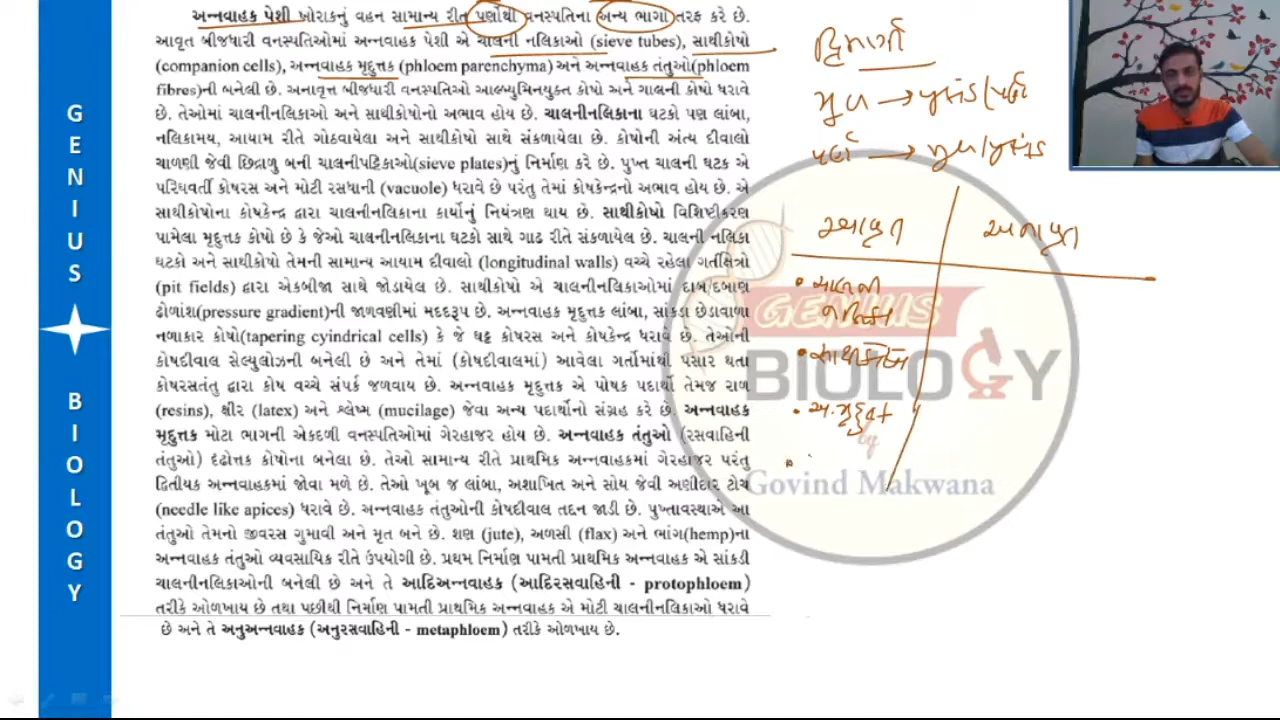 GENIUS BIOLOGY
અન્નવાહક પેશી ખોરાકનું વહન સામાન્ય રીત પર્ણોથી વનસ્પતિના અન્ય ભાગો તરફ કરે છે.
આવૃત બીજધારી વનસ્પતિઓમાં અન્નવાહક પેશી એ ચાલની નલિકાઓ (sieve tubes), સાથીકોષો
(companion cells), અન્નવાહક મૃદુત્તક (phloem parenchyma) અને અન્નવાહક તંતુઓ(phloem
fibres)ની બનેલી છે. અનાવૃત્ત બીજધારી વનસ્પતિઓ આલ્બ્યુમિનયુક્ત કોષો અને ગાલની કોષો ધરાવે
છે. તેઓમાં ચાલનીનલિકાઓ અને સાથીકોષોનો અભાવ હોય છે. ચાલનીનલિકાના ઘટકો પણ લાંબા,
નલિકામય, આયામ રીતે ગોઠવાયેલા અને સાથીકોષો સાથે સંકળાયેલા છે. કોષોની અંત્ય દીવાલો
ચાળણી જેવી છિદ્રાળુ બની ચાલનીપટ્ટિકાઓ(sieve plates)નું નિર્માણ કરે છે. પુખ્ત ચાલની ઘટક એ
પરિઘવર્તી કોષરસ અને મોટી રસધાની (vacuole) ધરાવે છે પરંતુ તેમાં કોષકેન્દ્રનો અભાવ હોય છે. એ
સાથીકોષોના કોષકેન્દ્ર દ્વારા ચાલનીનલિકાના કાર્યોનું નિયંત્રણ થાય છે. સાથીકોષો વિશિષ્ટીકરણ
પામેલા મૃદુત્તક કોષો છે કે જેઓ ચાલનીનલિકાના ઘટકો સાથે ગાઢ રીતે સંકળાયેલ છે. ચાલની નલિકા
ઘટકો અને સાથીકોષો તેમની સામાન્ય આયામ દીવાલો (longitudinal walls) વચ્ચે રહેલા ગર્તક્ષિત્રો
(pit fields) દ્વારા એકબીજા સાથે જોડાયેલ છે. સાથીકોષો એ ચાલનીનલિકાઓમાં દાબ/દબાણ
ઢોળાંશ(pressure gradient)ની જાળવણીમાં મદદરૂપ છે. અન્નવાહક મૃદુત્તક લાંબા, સાંકડા છેડાવાળા
નળાકાર કોષો(tapering cyindrical cells) કે જે ઘટ્ટ કોષરસ અને કોષકેન્દ્ર ધરાવે છે. તેઓની
કોષદીવાલ સેલ્યુલોઝની બનેલી છે અને તેમાં (કોષદીવાલમાં) આવેલા ગર્તોમાંથી પસાર થતા
કોષરસતંતુ દ્વારા કોષ વચ્ચે સંપર્ક જળવાય છે. અન્નવાહક મૃદુત્તક એ પોષક પદાર્થો તેમજ રાળ
(resins), ક્ષીર (latex) અને શ્લેષ્મ (mucilage) જેવા અન્ય પદાર્થોનો સંગ્રહ કરે છે. અન્નવાહક
મૃદુત્તક મોટા ભાગની એકદળી વનસ્પતિઓમાં ગેરહાજર હોય છે. અન્નવાહક તંતુઓ (રસવાહિની
તંતુઓ) દઢોત્તક કોષોના બનેલા છે. તેઓ સામાન્ય રીતે પ્રાથમિક અન્નવાહકમાં ગેરહાજર પરંતુ
દ્વિતીયક અન્નવાહકમાં જોવા મળે છે. તેઓ ખૂબ જ લાંબા, અશાખિત અને સોય જેવી અણીદાર ટોચ
(needle like apices) ધરાવે છે. અન્નવાહક તંતુઓની કોષદીવાલ તદન જાડી છે. પુખ્તાવસ્થાએ આ
તંતુઓ તેમનો જીવરસ ગુમાવી અને મૃત બને છે. શણ (jute), અળસી (flax) અને ભાંગ(hemp)ના
અન્નવાહક તંતુઓ વ્યવસાયિક રીતે ઉપયોગી છે. પ્રથમ નિર્માણ પામતી પ્રાથમિક અન્નવાહક એ સાંકડી
ચાલનીનલિકાઓની બનેલી છે અને તે આદિઅન્નવાહક (આદિરસવાહિની - protophloem)
તરીકે ઓળખાય છે તથા પછીથી નિર્માણ પામતી પ્રાથમિક અન્નવાહક એ મોટી ચાલનીનલિકાઓ ધરાવે
છે અને તે અનુઅન્નવાહક (અનુરસવાહિની - metaphloem) તરીકે ઓળખાય છે.
દ્વિમાર્ગી
મુળ → પ્રકાંડ/પર્ણ
પર્ણ → મુળ/પ્રકાંડ
અનાવૃત
• ચાલની
નલિકા
• સાથીકોષ
• અ.મૃદુત્તક
GENIUS
BIOLOGY
by
Govind Makwana